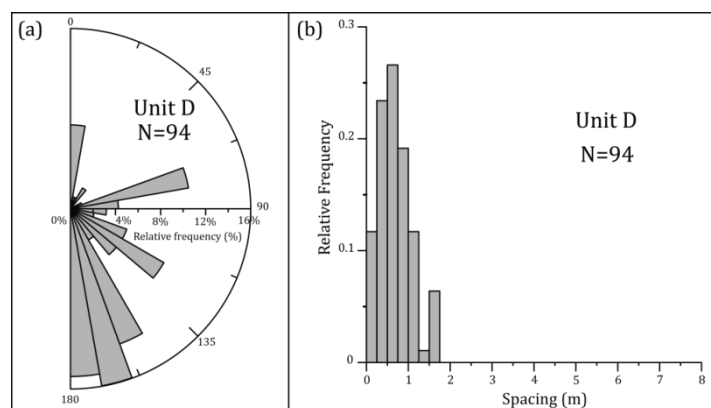 (a)
0
45
Unit D
N=94
90
0%
4%
8%
12%
16%
Relative frequency (%)
135
180
(b)
0.3
0.2
0.1
0
Relative Frequency
Unit D
N=94
0
1
2
3
4
5
6
7
8
Spacing (m)